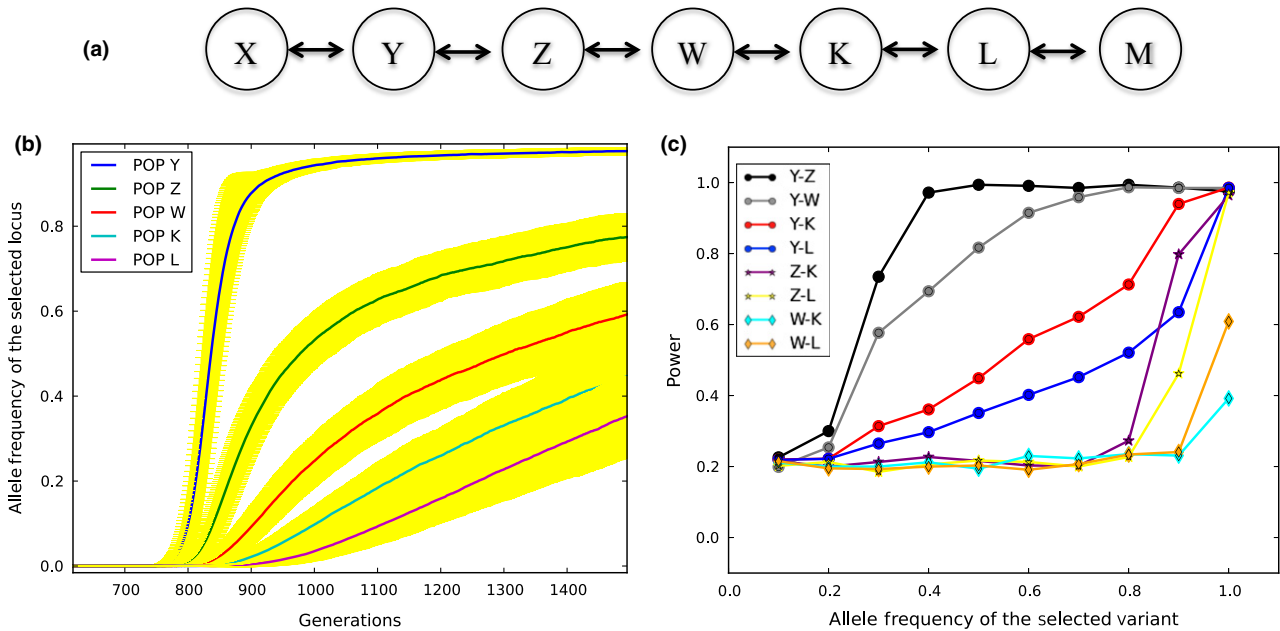 (a)
X Y Z W K L M
(b)
POP Y
POP Z
POP W
POP K
POP L
Allele frequency of the selected locus
0.8
0.6
0.4
0.2
0.0
700 800 900 1000 1100 1200 1300 1400
Generations
(c)
Y-Z
Y-W
Y-K
Y-L
Z-K
Z-L
W-K
W-L
Power
1.0
0.8
0.6
0.4
0.2
0.0
0.0 0.2 0.4 0.6 0.8 1.0
Allele frequency of the selected variant